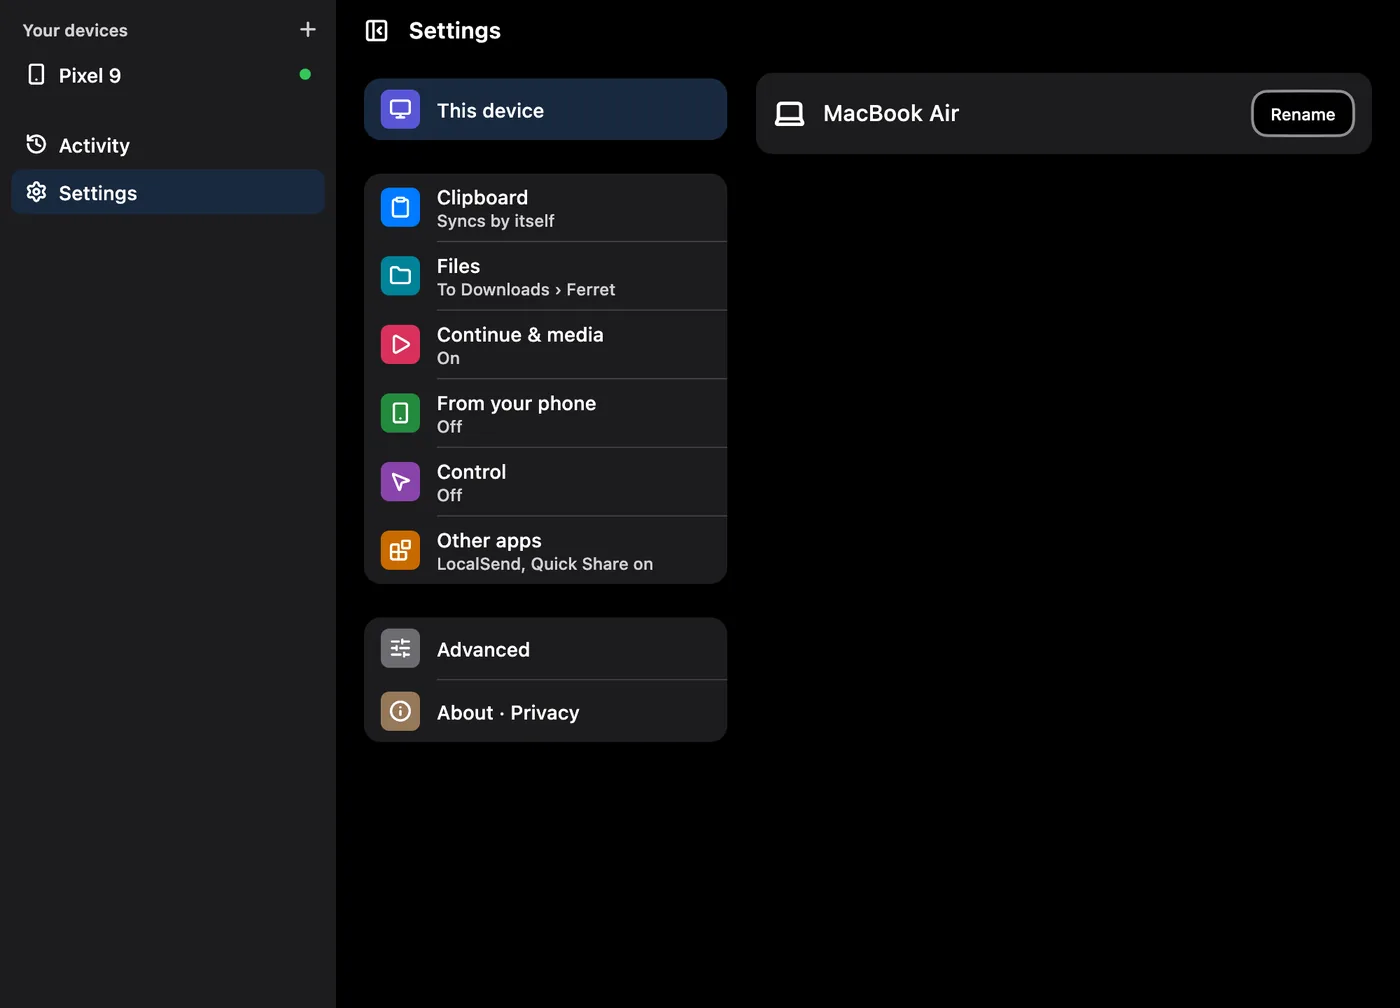 Your devices
Pixel 9
Activity
Settings
Settings
This device
Clipboard
Syncs by itself
Files
To Downloads › Ferret
Continue & media
On
From your phone
Off
Control
Off
Other apps
LocalSend, Quick Share on
Advanced
About · Privacy
MacBook Air
Rename